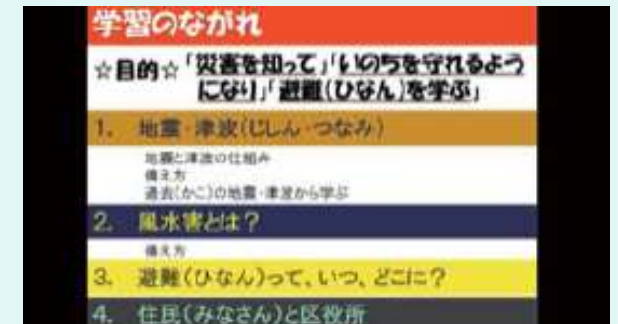 学習のながれ
☆目的☆「災害を知って」「いのちを守れるよう
になり」「避難(ひなん)を学ぶ」
1. 地震・津波(じしん・つなみ)
地震と津波の仕組み
備え方
過去(かこ)の地震・津波から学ぶ
2. 風水害とは？
備え方
3. 避難(ひなん)って、いつ、どこに？
4. 住民(みなさん)と区役所